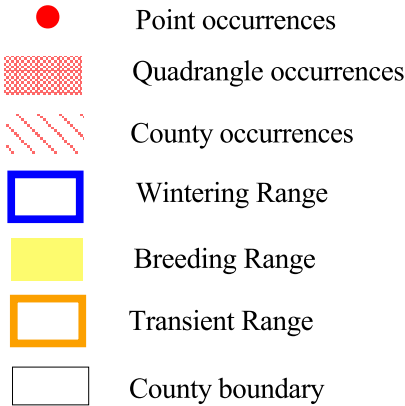 Point occurrences
Quadrangle occurrences
County occurrences
Wintering Range
Breeding Range
Transient Range
County boundary